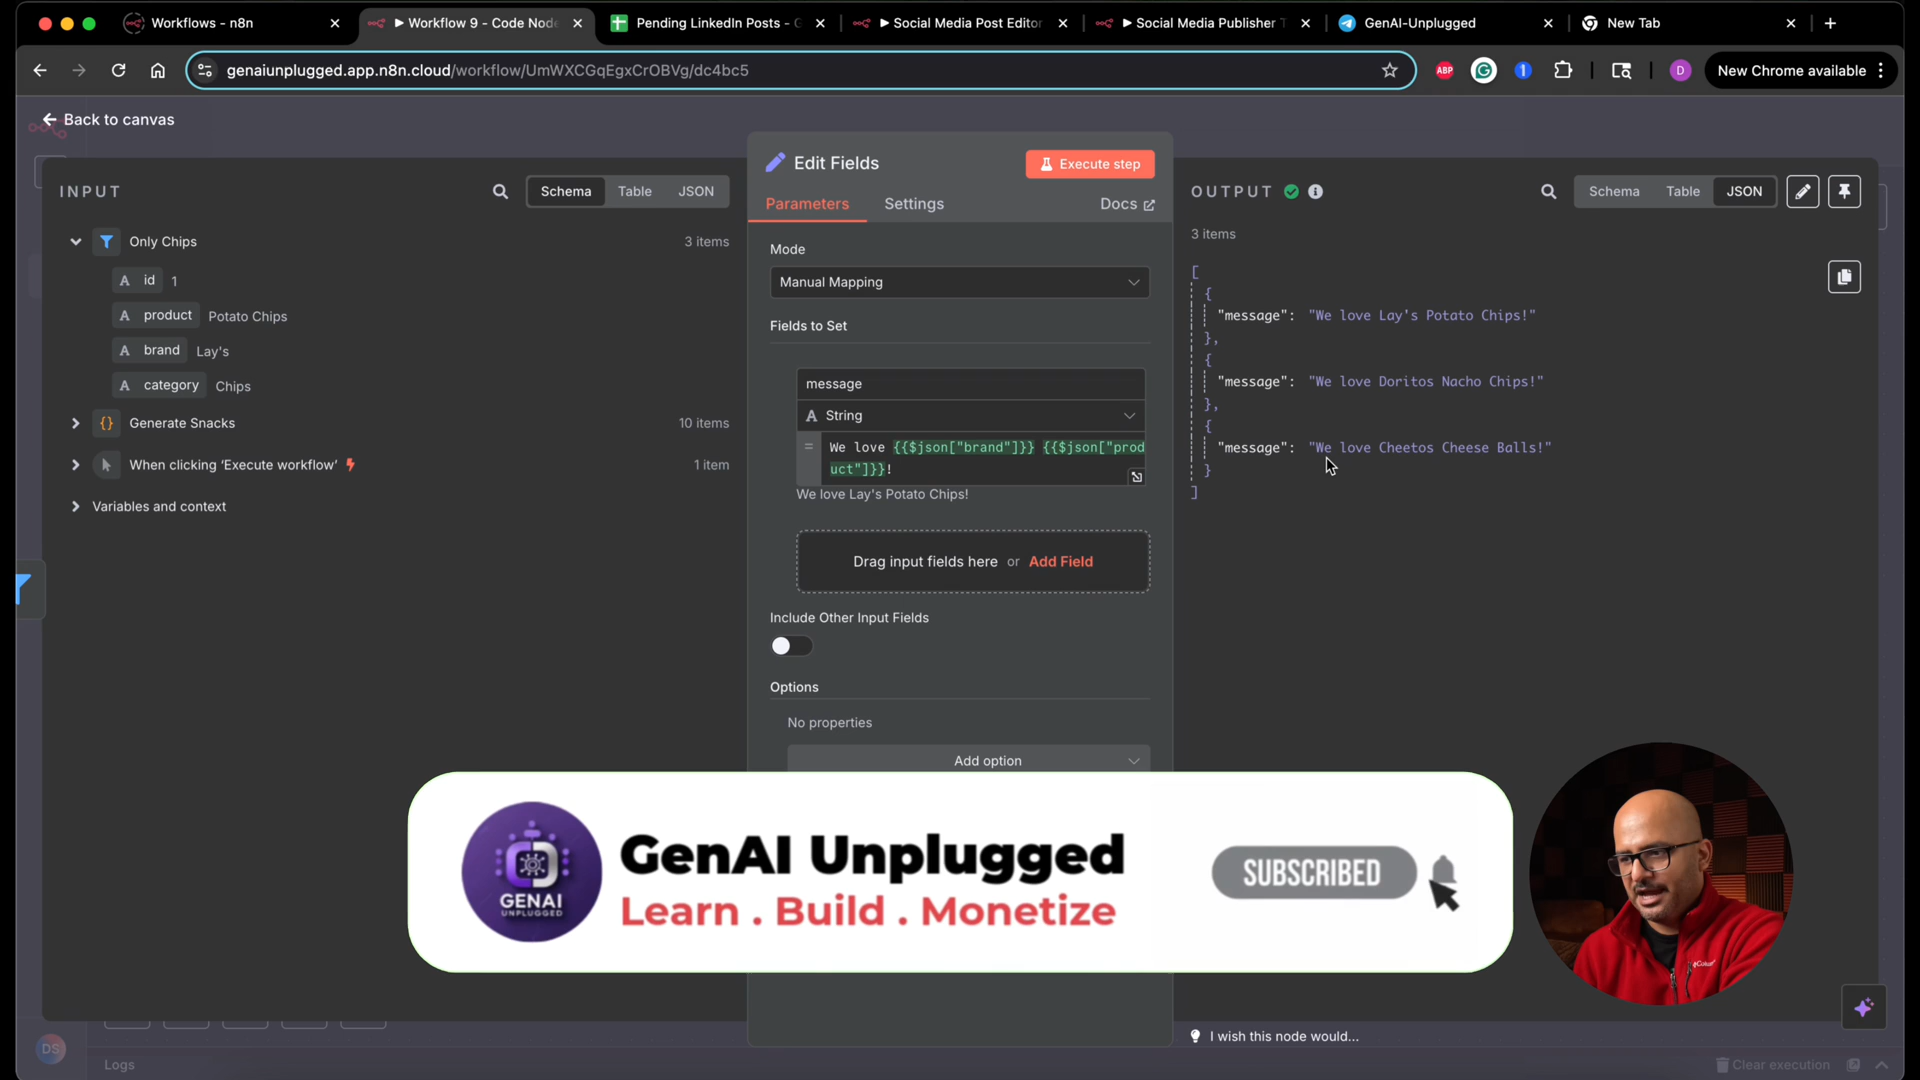 Workflows - n8n
Workflow 9 - Code Node
Pending LinkedIn Posts - G
Social Media Post Editor
Social Media Publisher T
GenAI-Unplugged
New Tab
genaiunplugged.app.n8n.cloud/workflow/UmWXCGqEgxCrOBVg/dc4bc5
ABP
1
D
New Chrome available
Back to canvas
INPUT
Schema
Table
JSON
Only Chips
3 items
A id 1
A product Potato Chips
A brand Lay's
A category Chips
Generate Snacks
10 items
When clicking ‘Execute workflow’
1 item
Variables and context
Edit Fields
Execute step
Parameters
Settings
Docs
Mode
Manual Mapping
Fields to Set
message
A String
= We love {{$json["brand"]}} {{$json["prod
uct"]}}!
We love Lay's Potato Chips!
Drag input fields here or Add Field
Include Other Input Fields
Options
No properties
Add option
OUTPUT
Schema
Table
JSON
3 items
[
{
"message": "We love Lay's Potato Chips!"
},
{
"message": "We love Doritos Nacho Chips!"
},
{
"message": "We love Cheetos Cheese Balls!"
}
]
GENAI
UNPLUGGED
GenAI Unplugged
Learn . Build . Monetize
SUBSCRIBED
Columbia
I wish this node would...
DS
Logs
Clear execution